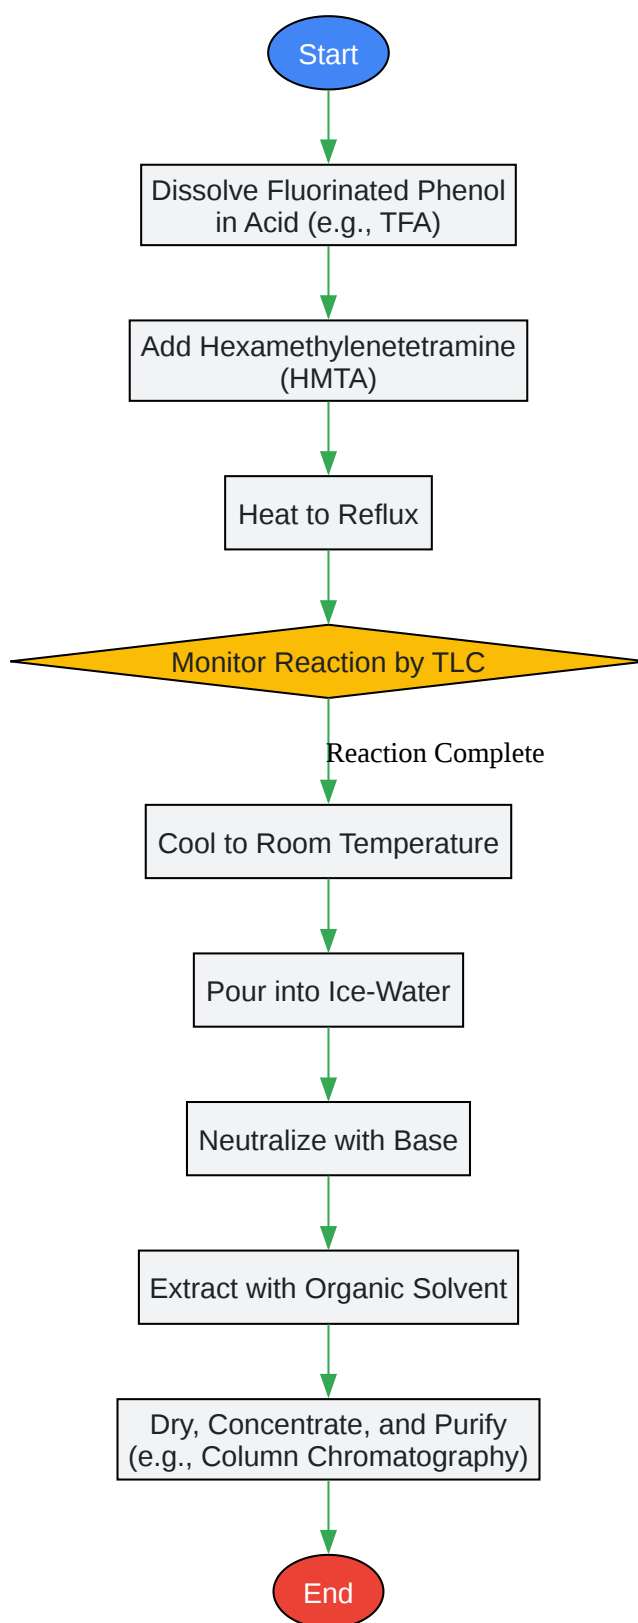 Start
Dissolve Fluorinated Phenol
in Acid (e.g., TFA)
Add Hexamethylenetetramine
(HMTA)
Heat to Reflux
Monitor Reaction by TLC
Reaction Complete
Cool to Room Temperature
Pour into Ice-Water
Neutralize with Base
Extract with Organic Solvent
Dry, Concentrate, and Purify
(e.g., Column Chromatography)
End